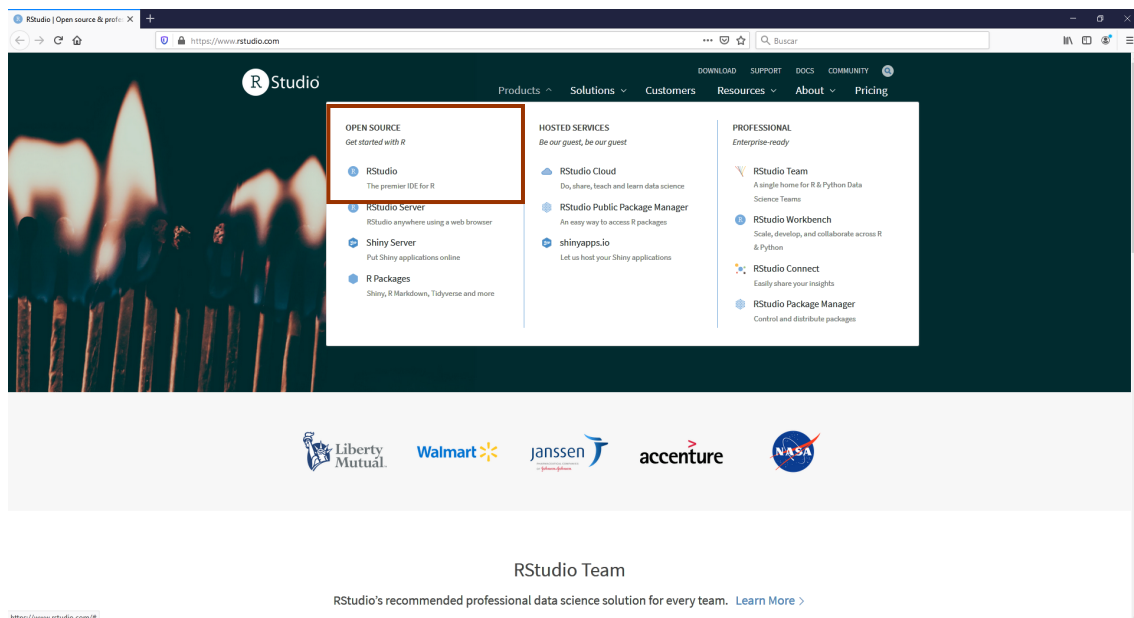 RStudio | Open source & profes
https://www.rstudio.com
Buscar
R Studio
DOWNLOAD SUPPORT DOCS COMMUNITY
Products Solutions Customers Resources About Pricing
OPEN SOURCE
Get started with R
RStudio
The premier IDE for R
RStudio Server
RStudio anywhere using a web browser
Shiny Server
Put Shiny applications online
R Packages
Shiny, R Markdown, Tidyverse and more
HOSTED SERVICES
Be our guest, be our guest
RStudio Cloud
Do, share, teach and learn data science
RStudio Public Package Manager
An easy way to access R packages
shinyapps.io
Let us host your Shiny applications
PROFESSIONAL
Enterprise-ready
RStudio Team
A single home for R & Python Data
Science Teams
RStudio Workbench
Scale, develop, and collaborate across R
& Python
RStudio Connect
Easily share your insights
RStudio Package Manager
Control and distribute packages
Liberty
Mutual.
Walmart
janssen
accenture
NASA
RStudio Team
RStudio's recommended professional data science solution for every team. Learn More >
https://www.rstudio.com/#